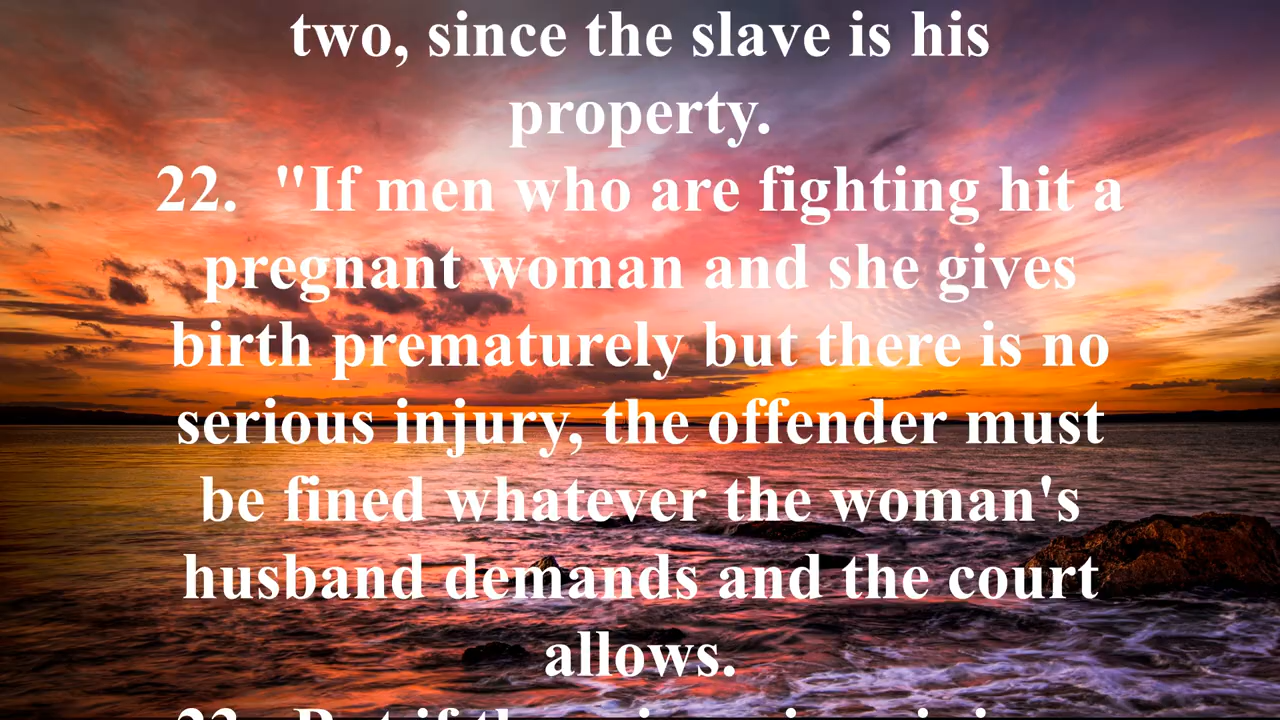 two, since the slave is his
property.
22. "If men who are fighting hit a
pregnant woman and she gives
birth prematurely but there is no
serious injury, the offender must
be fined whatever the woman's
husband demands and the court
allows.